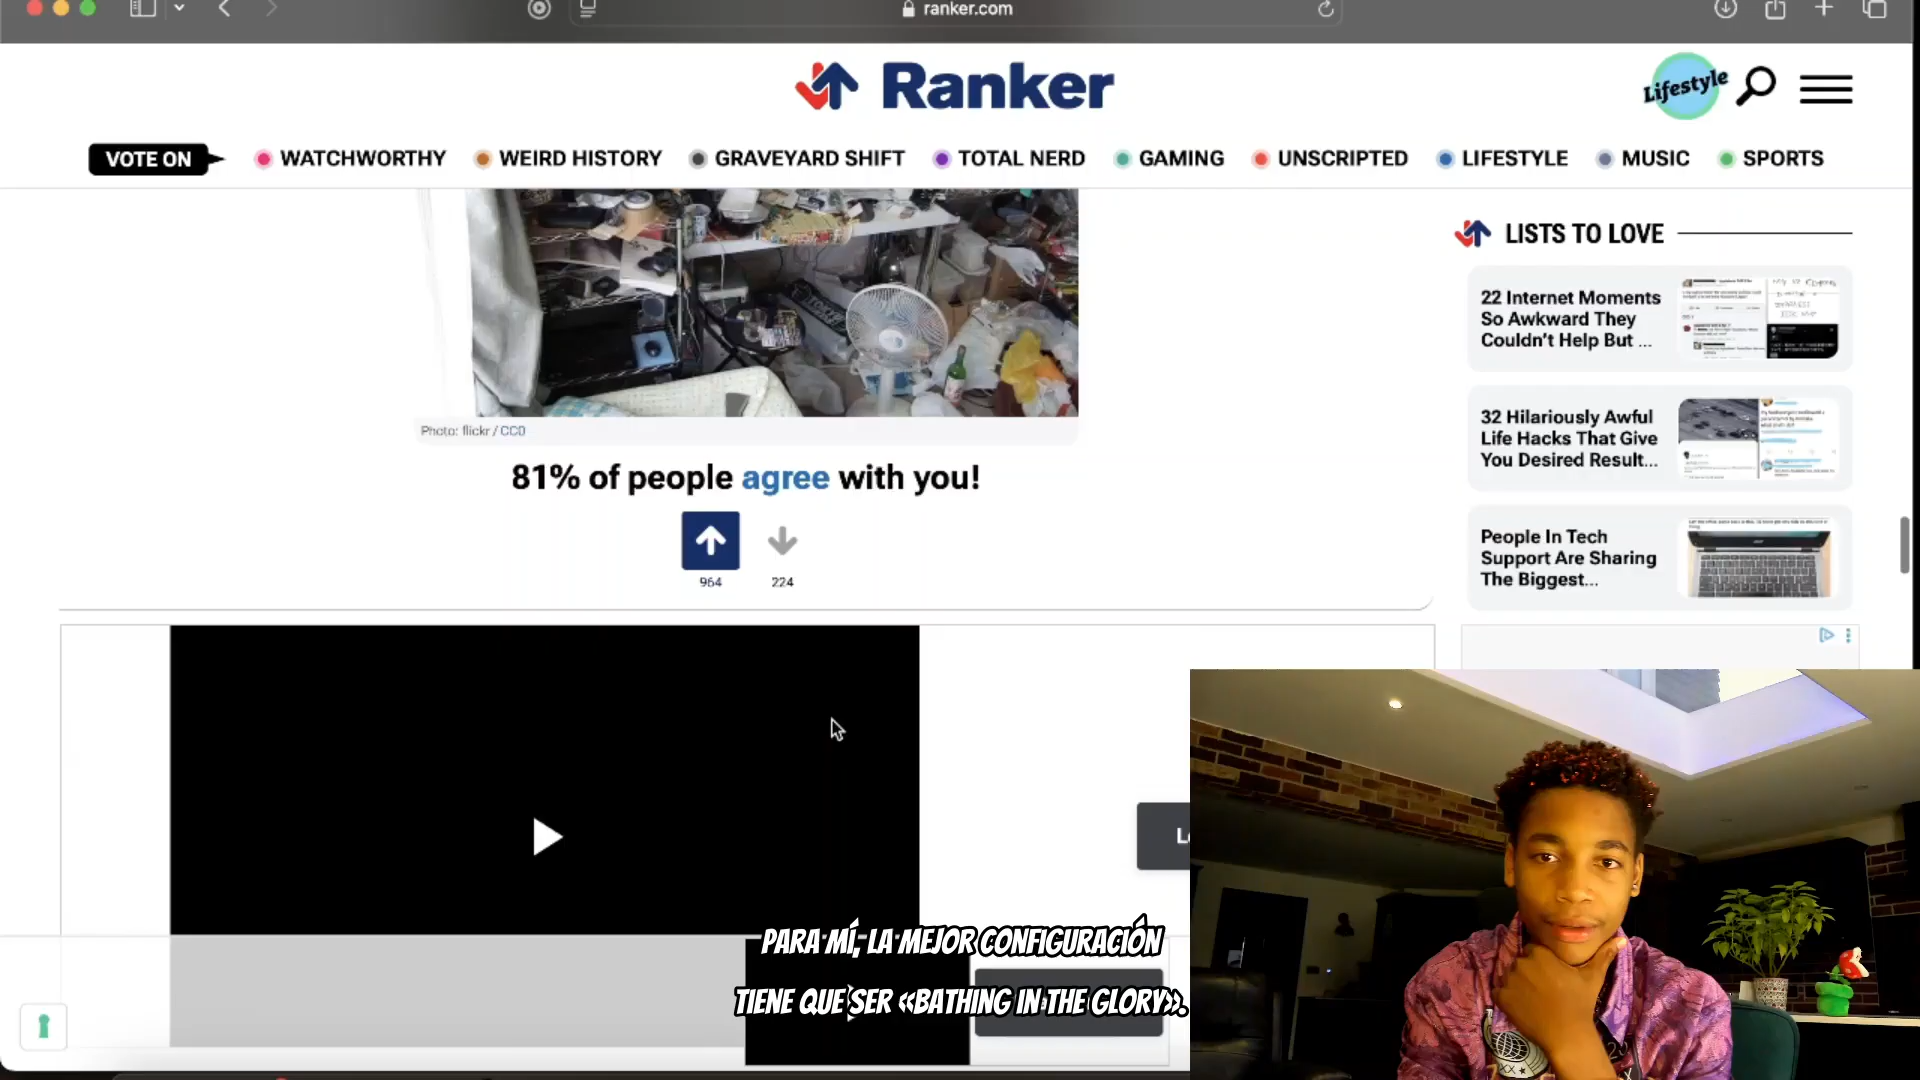 ranker.com
Ranker
Lifestyle
VOTE ON
WATCHWORTHY
WEIRD HISTORY
GRAVEYARD SHIFT
TOTAL NERD
GAMING
UNSCRIPTED
LIFESTYLE
MUSIC
SPORTS
Photo: flickr / CC0
81% of people agree with you!
964
224
LISTS TO LOVE
22 Internet Moments
So Awkward They
Couldn't Help But ...
32 Hilariously Awful
Life Hacks That Give
You Desired Result...
People In Tech
Support Are Sharing
The Biggest...
PARA MÍ, LA MEJOR CONFIGURACIÓN
TIENE QUE SER «BATHING IN THE GLORY».